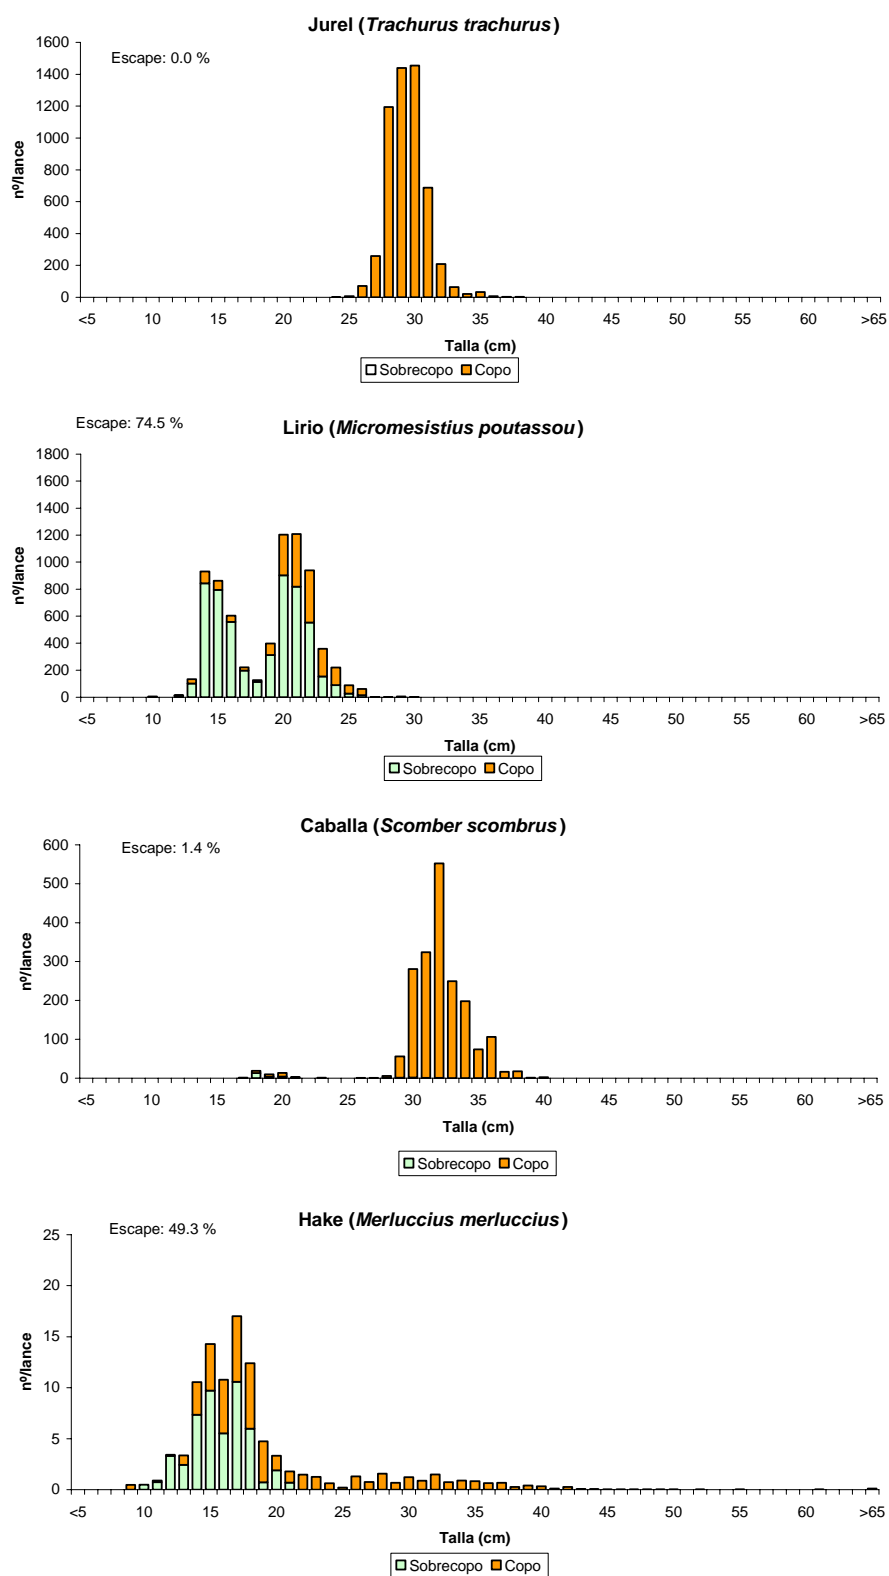 Jurel (Trachurus trachurus)
Escape: 0.0 %
1600
1400
1200
1000
800
600
400
200
0
nº/lance
<5 10 15 20 25 30 35 40 45 50 55 60 >65
Talla (cm)
Sobrecopo Copo
Escape: 74.5 %
Lirio (Micromesistius poutassou)
1800
1600
1400
1200
1000
800
600
400
200
0
nº/lance
<5 10 15 20 25 30 35 40 45 50 55 60 >65
Talla (cm)
Sobrecopo Copo
Caballa (Scomber scombrus)
Escape: 1.4 %
600
500
400
300
200
100
0
nº/lance
<5 10 15 20 25 30 35 40 45 50 55 60 >65
Talla (cm)
Sobrecopo Copo
Hake (Merluccius merluccius)
Escape: 49.3 %
25
20
15
10
5
0
nº/lance
<5 10 15 20 25 30 35 40 45 50 55 60 >65
Talla (cm)
Sobrecopo Copo